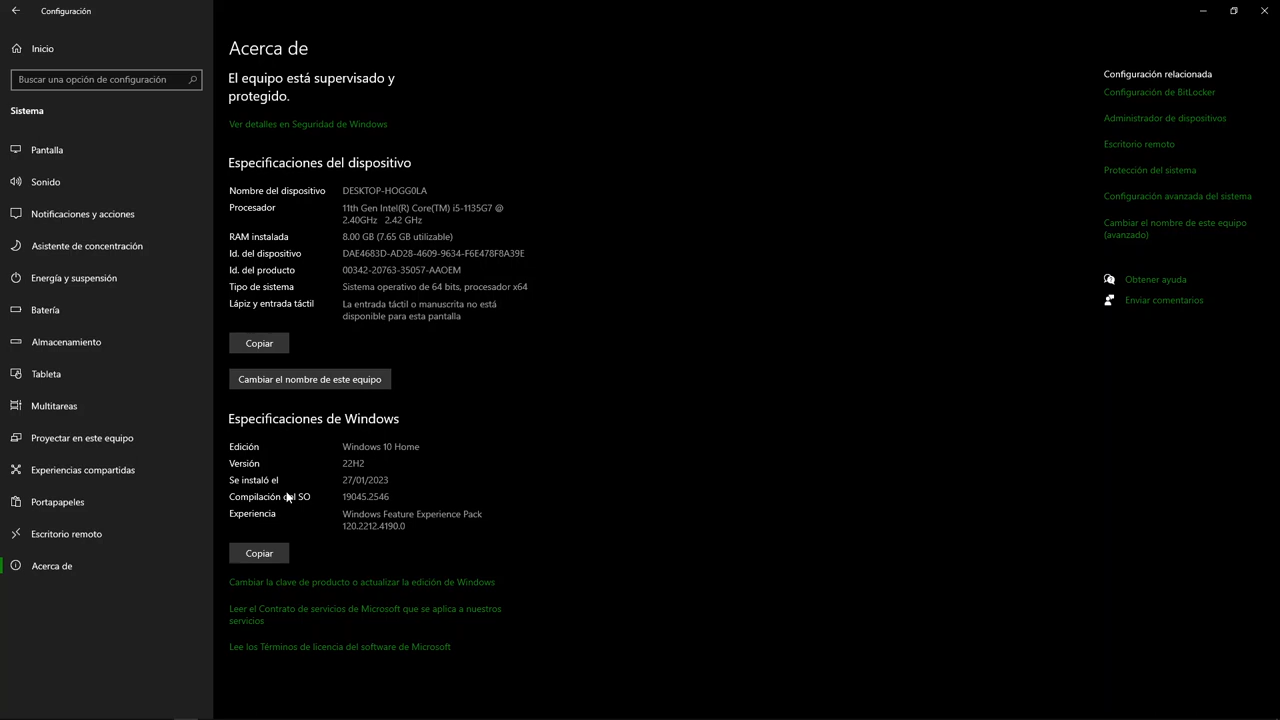 Configuración
Inicio
Buscar una opción de configuración
Sistema
Pantalla
Sonido
Notificaciones y acciones
Asistente de concentración
Energía y suspensión
Batería
Almacenamiento
Tableta
Multitareas
Proyectar en este equipo
Experiencias compartidas
Portapapeles
Escritorio remoto
Acerca de
Acerca de
El equipo está supervisado y
protegido.
Ver detalles en Seguridad de Windows
Especificaciones del dispositivo
Nombre del dispositivo DESKTOP-HOGG0LA
Procesador 11th Gen Intel(R) Core(TM) i5-1135G7 @
2.40GHz 2.42 GHz
RAM instalada 8.00 GB (7.65 GB utilizable)
Id. del dispositivo DAE4683D-AD28-4609-9634-F6E478F8A39E
Id. del producto 00342-20763-35057-AAOEM
Tipo de sistema Sistema operativo de 64 bits, procesador x64
Lápiz y entrada táctil La entrada táctil o manuscrita no está
disponible para esta pantalla
Copiar
Cambiar el nombre de este equipo
Especificaciones de Windows
Edición Windows 10 Home
Versión 22H2
Se instaló el 27/01/2023
Compilación del SO 19045.2546
Experiencia Windows Feature Experience Pack
120.2212.4190.0
Copiar
Cambiar la clave de producto o actualizar la edición de Windows
Leer el Contrato de servicios de Microsoft que se aplica a nuestros
servicios
Lee los Términos de licencia del software de Microsoft
Configuración relacionada
Configuración de BitLocker
Administrador de dispositivos
Escritorio remoto
Protección del sistema
Configuración avanzada del sistema
Cambiar el nombre de este equipo
(avanzado)
Obtener ayuda
Enviar comentarios